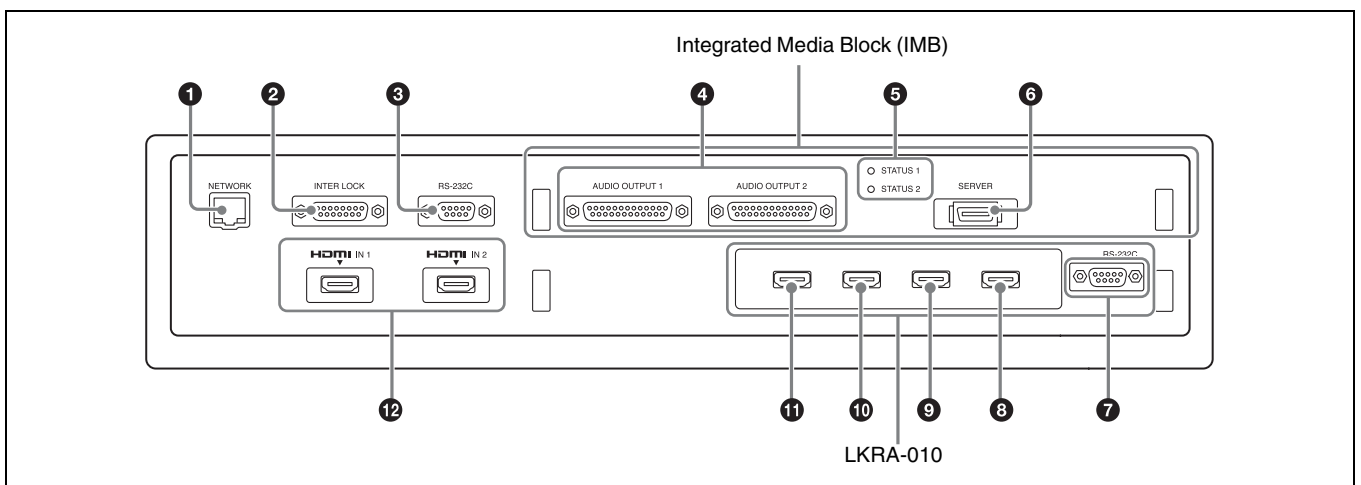 Integrated Media Block (IMB)
1 2 3 4 5 6
NETWORK INTER LOCK RS-232C AUDIO OUTPUT 1 AUDIO OUTPUT 2 STATUS 1 STATUS 2 SERVER
HDMI IN 1 HDMI IN 2 RS-232C
12 11 10 9 8 7
LKRA-010